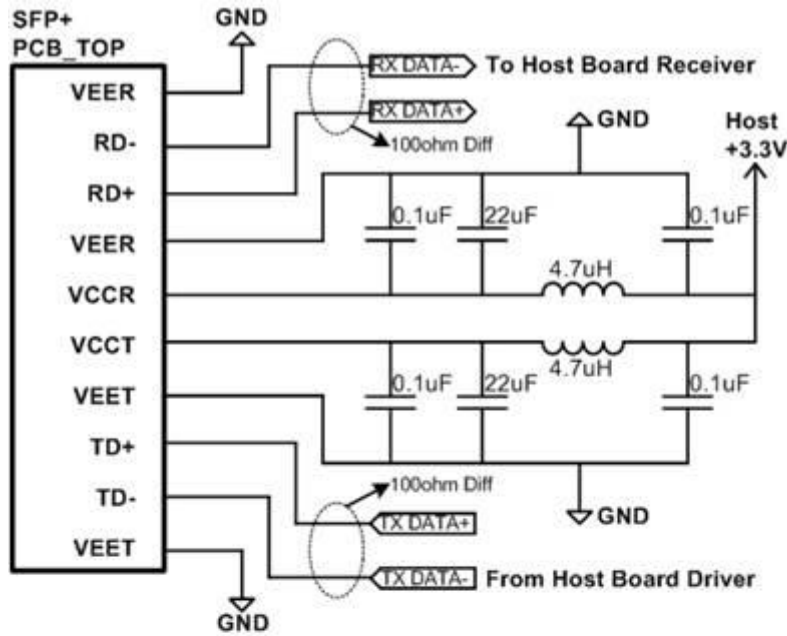 SFP+
PCB_TOP
GND
VEER
RD-
RD+
VEER
VCCR
VCCT
VEET
TD+
TD-
VEET
GND
RX DATA-
To Host Board Receiver
RX DATA+
100ohm Diff
GND
Host
+3.3V
0.1uF
22uF
0.1uF
4.7uH
4.7uH
0.1uF
22uF
0.1uF
100ohm Diff
GND
TX DATA+
TX DATA-
From Host Board Driver